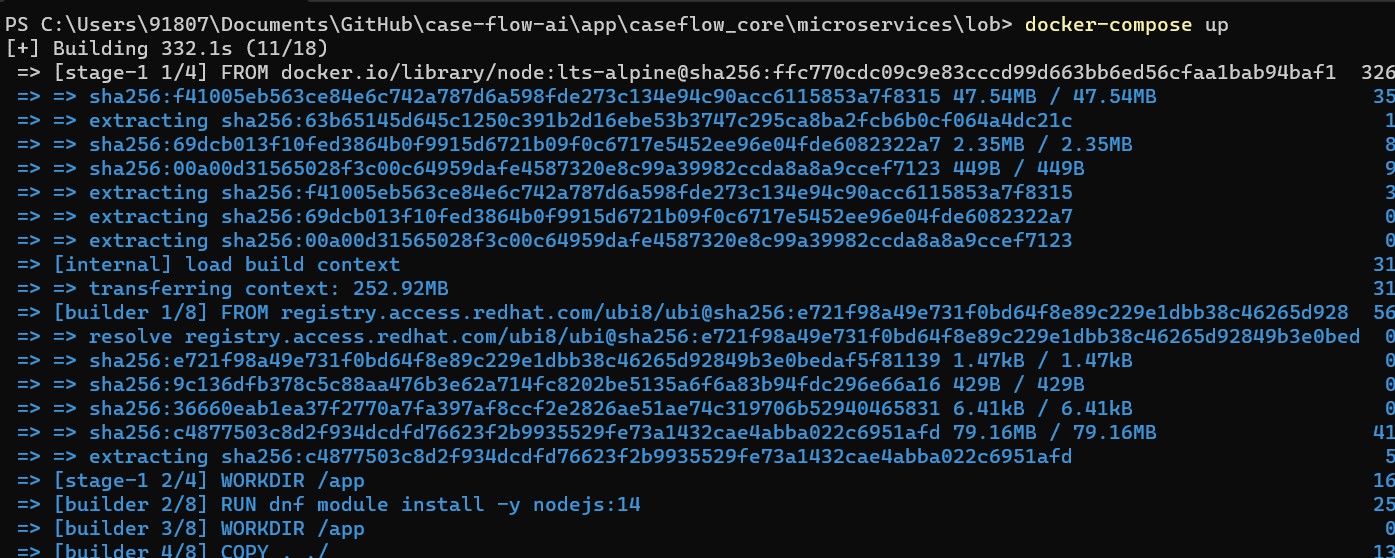 PS C:\Users\91807\Documents\GitHub\case-flow-ai\app\caseflow_core\microservices\lob> docker-compose up
[+] Building 332.1s (11/18)
=> [stage-1 1/4] FROM docker.io/library/node:lts-alpine@sha256:ffc770cdc09c9e83cccd99d663bb6ed56cfaa1bab94baf1 326
=> => sha256:f41005eb563ce84e6c742a787d6a598fde273c134e94c90acc6115853a7f8315 47.54MB / 47.54MB 35
=> => extracting sha256:63b65145d645c1250c391b2d16ebe53b3747c295ca8ba2fcb6b0cf064a4dc21c 1
=> => sha256:69dcb013f10fed3864b0f9915d6721b09f0c6717e5452ee96e04fde6082322a7 2.35MB / 2.35MB 8
=> => sha256:00a00d31565028f3c00c64959dafe4587320e8c99a39982ccda8a8a9ccef7123 449B / 449B 9
=> => extracting sha256:f41005eb563ce84e6c742a787d6a598fde273c134e94c90acc6115853a7f8315 3
=> => extracting sha256:69dcb013f10fed3864b0f9915d6721b09f0c6717e5452ee96e04fde6082322a7 0
=> => extracting sha256:00a00d31565028f3c00c64959dafe4587320e8c99a39982ccda8a8a9ccef7123 0
=> [internal] load build context 31
=> => transferring context: 252.92MB 31
=> [builder 1/8] FROM registry.access.redhat.com/ubi8/ubi@sha256:e721f98a49e731f0bd64f8e89c229e1dbb38c46265d928 56
=> => resolve registry.access.redhat.com/ubi8/ubi@sha256:e721f98a49e731f0bd64f8e89c229e1dbb38c46265d92849b3e0bed 0
=> => sha256:e721f98a49e731f0bd64f8e89c229e1dbb38c46265d92849b3e0bedaf5f81139 1.47kB / 1.47kB 0
=> => sha256:9c136dfb378c5c88aa476b3e62a714fc8202be5135a6f6a83b94fdc296e66a16 429B / 429B 0
=> => sha256:36660eab1ea37f2770a7fa397af8ccf2e2826ae51ae74c319706b52940465831 6.41kB / 6.41kB 0
=> => sha256:c4877503c8d2f934dcdfd76623f2b9935529fe73a1432cae4abba022c6951afd 79.16MB / 79.16MB 41
=> => extracting sha256:c4877503c8d2f934dcdfd76623f2b9935529fe73a1432cae4abba022c6951afd 5
=> [stage-1 2/4] WORKDIR /app 16
=> [builder 2/8] RUN dnf module install -y nodejs:14 25
=> [builder 3/8] WORKDIR /app 0
=> [builder 4/8] COPY . ./ 13